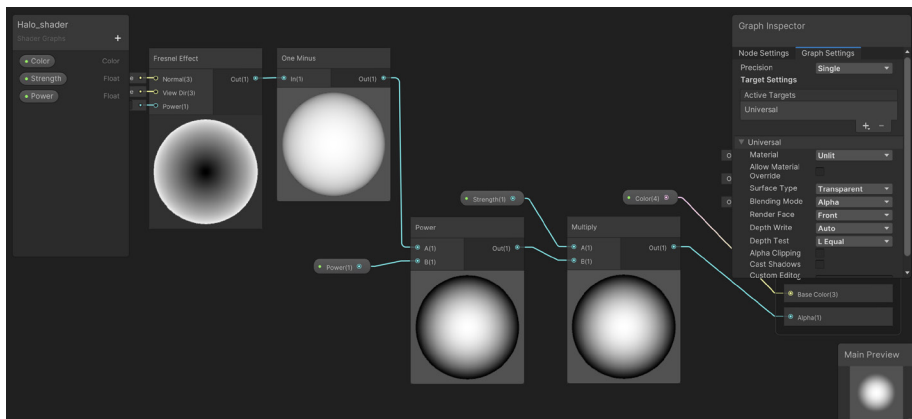 Halo_shader
Shader Graphs
+
Color Color
Strength Float
Power Float
Fresnel Effect
Normal(3) Out(1)
View Dir(3)
Power(1)
One Minus
In(1) Out(1)
Strength(1)
Color(4)
Power(1)
Power
A(1) Out(1)
B(1)
Multiply
A(1) Out(1)
B(1)
Graph Inspector
Node Settings Graph Settings
Precision Single
Target Settings
Active Targets
Universal
+ −
Universal
Material Unlit
Allow Material
Override
Surface Type Transparent
Blending Mode Alpha
Render Face Front
Depth Write Auto
Depth Test L Equal
Alpha Clipping
Cast Shadows
Custom Editor
Base Color(3)
Alpha(1)
Main Preview